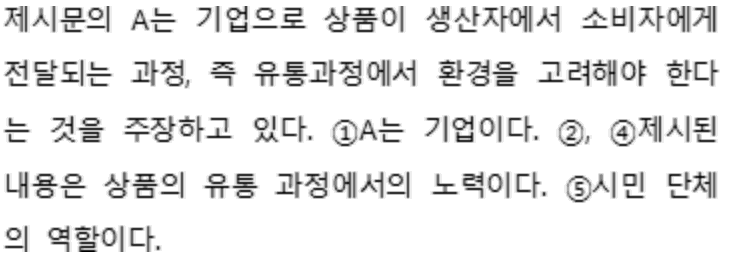 제시문의 A는 기업으로 상품이 생산자에서 소비자에게
전달되는 과정, 즉 유통과정에서 환경을 고려해야 한다
는 것을 주장하고 있다. ①A는 기업이다. ②, ④제시된
내용은 상품의 유통 과정에서의 노력이다. ⑤시민 단체
의 역할이다.